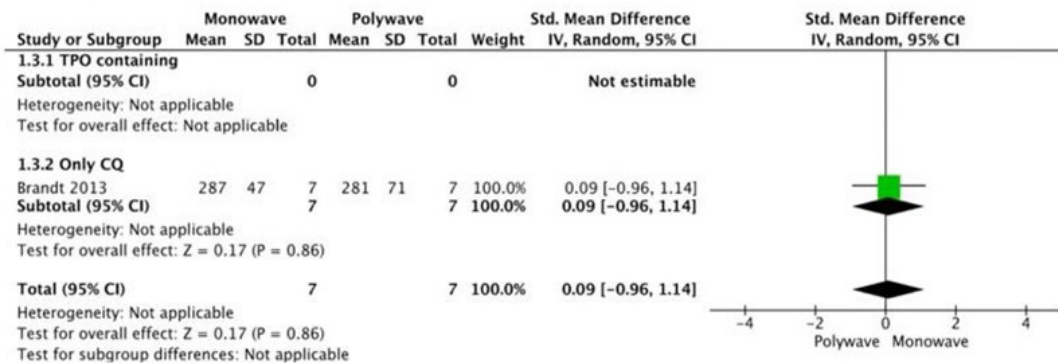 Monowave Polywave Std. Mean Difference Std. Mean Difference
Study or Subgroup Mean SD Total Mean SD Total Weight IV, Random, 95% CI IV, Random, 95% CI
1.3.1 TPO containing
Subtotal (95% CI) 0 0 Not estimable
Heterogeneity: Not applicable
Test for overall effect: Not applicable
1.3.2 Only CQ
Brandt 2013 287 47 7 281 71 7 100.0% 0.09 [-0.96, 1.14]
Subtotal (95% CI) 7 7 100.0% 0.09 [-0.96, 1.14]
Heterogeneity: Not applicable
Test for overall effect: Z = 0.17 (P = 0.86)
Total (95% CI) 7 7 100.0% 0.09 [-0.96, 1.14]
Heterogeneity: Not applicable
Test for overall effect: Z = 0.17 (P = 0.86)
Test for subgroup differences: Not applicable
-4 -2 0 2 4
Polywave Monowave